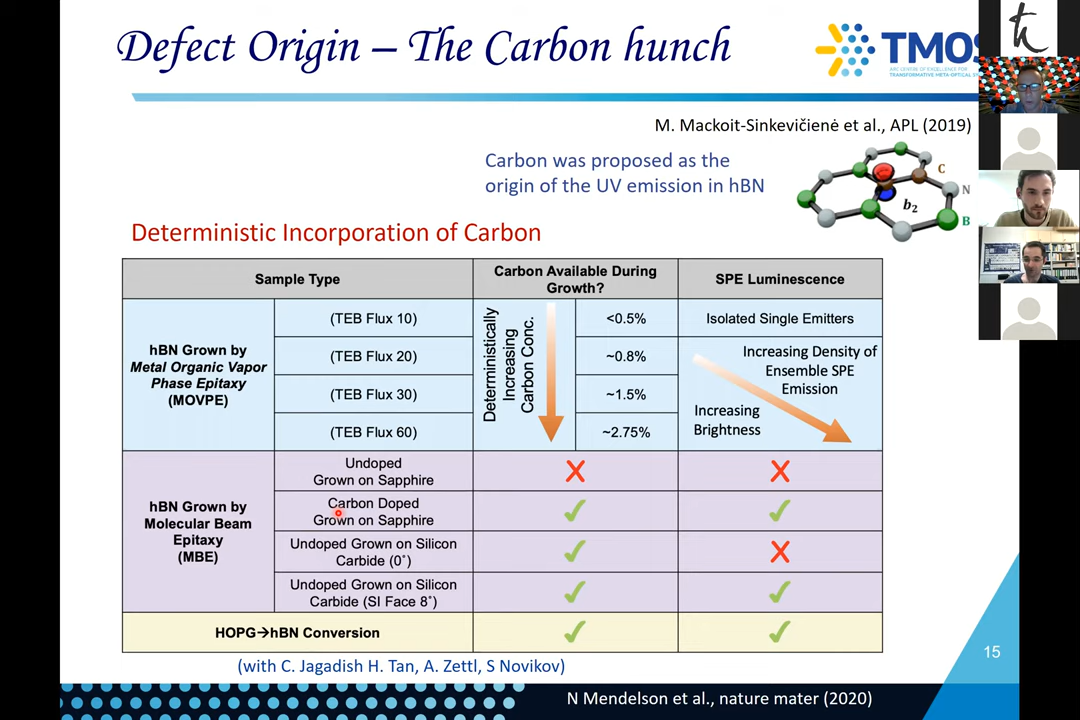 Defect Origin – The Carbon hunch
TMOS
ARC CENTRE OF EXCELLENCE FOR
M. Mackoit-Sinkevičienė et al., APL (2019)
Carbon was proposed as the
origin of the UV emission in hBN
C
N
b2
B
Deterministic Incorporation of Carbon
Sample Type
Carbon Available During
Growth?
SPE Luminescence
hBN Grown by
Metal Organic Vapor
Phase Epitaxy
(MOVPE)
(TEB Flux 10)
(TEB Flux 20)
(TEB Flux 30)
(TEB Flux 60)
Deterministically
Increasing
Carbon Conc.
<0.5%
~0.8%
~1.5%
~2.75%
Isolated Single Emitters
Increasing Density of
Ensemble SPE
Emission
Increasing
Brightness
hBN Grown by
Molecular Beam
Epitaxy
(MBE)
Undoped
Grown on Sapphire
Carbon Doped
Grown on Sapphire
Undoped Grown on Silicon
Carbide (0˚)
Undoped Grown on Silicon
Carbide (SI Face 8˚)
HOPG→hBN Conversion
(with C. Jagadish H. Tan, A. Zettl, S Novikov)
15
N Mendelson et al., nature mater (2020)